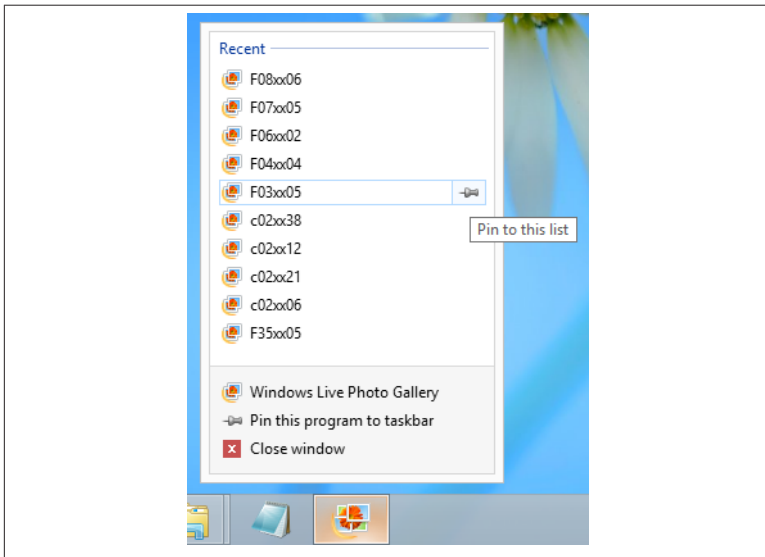 Recent
F08xx06
F07xx05
F06xx02
F04xx04
F03xx05
c02xx38
Pin to this list
c02xx12
c02xx21
c02xx06
F35xx05
Windows Live Photo Gallery
Pin this program to taskbar
x Close window